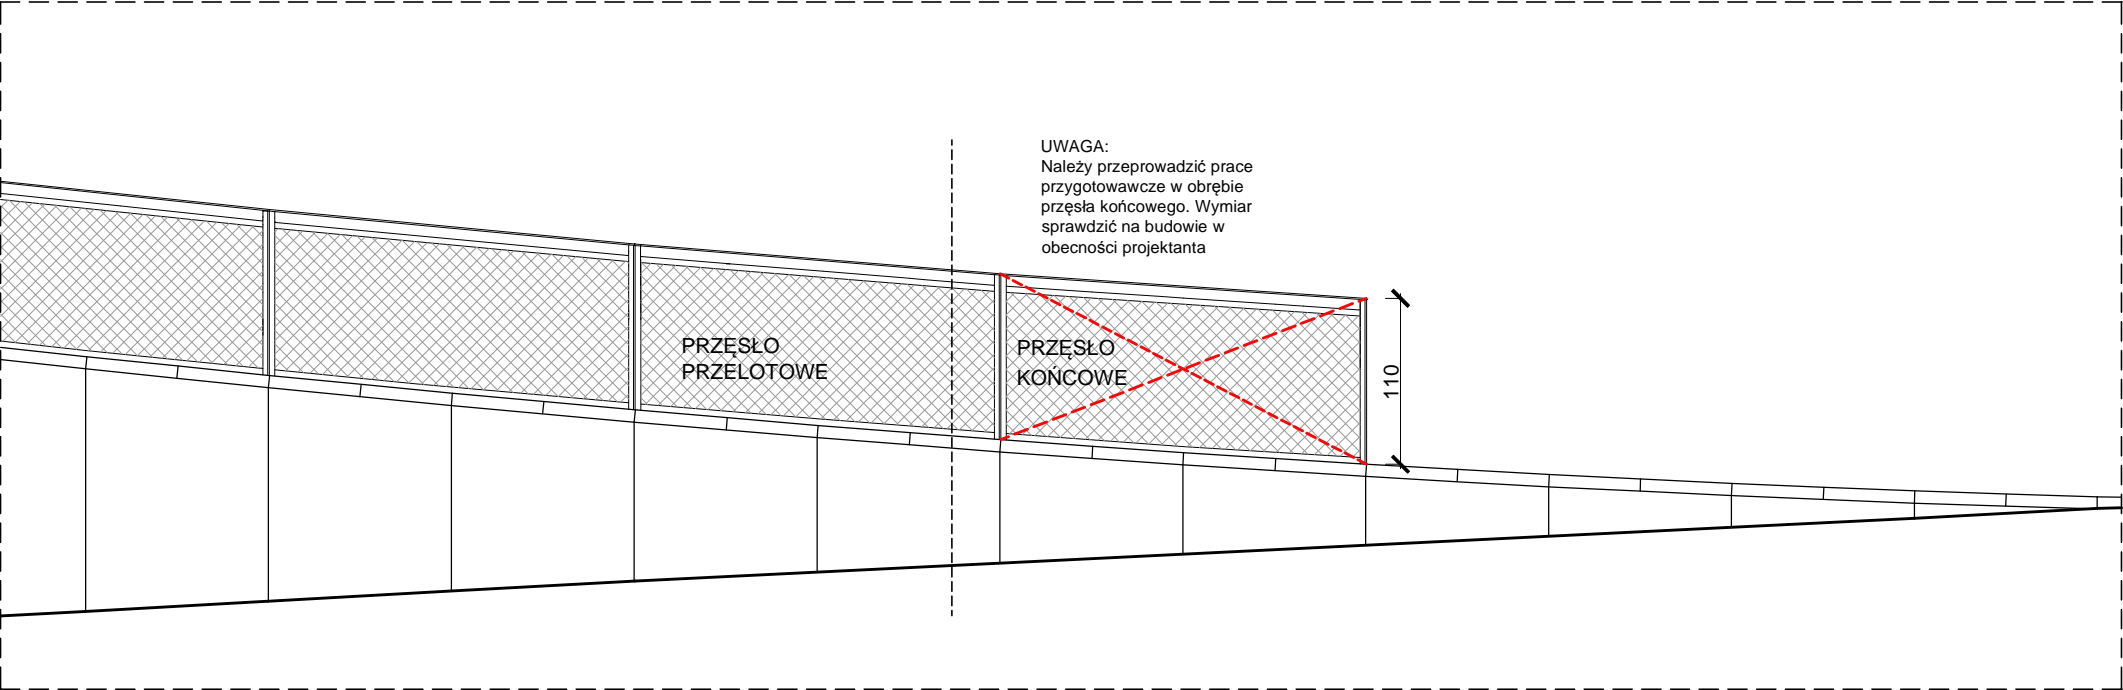 UWAGA:
Należy przeprowadzić prace
przygotowawcze w obrębie
przęsła końcowego. Wymiar
sprawdzić na budowie w
obecności projektanta
PRZĘSŁO
PRZELOTOWE
PRZĘSŁO
KOŃCOWE
110